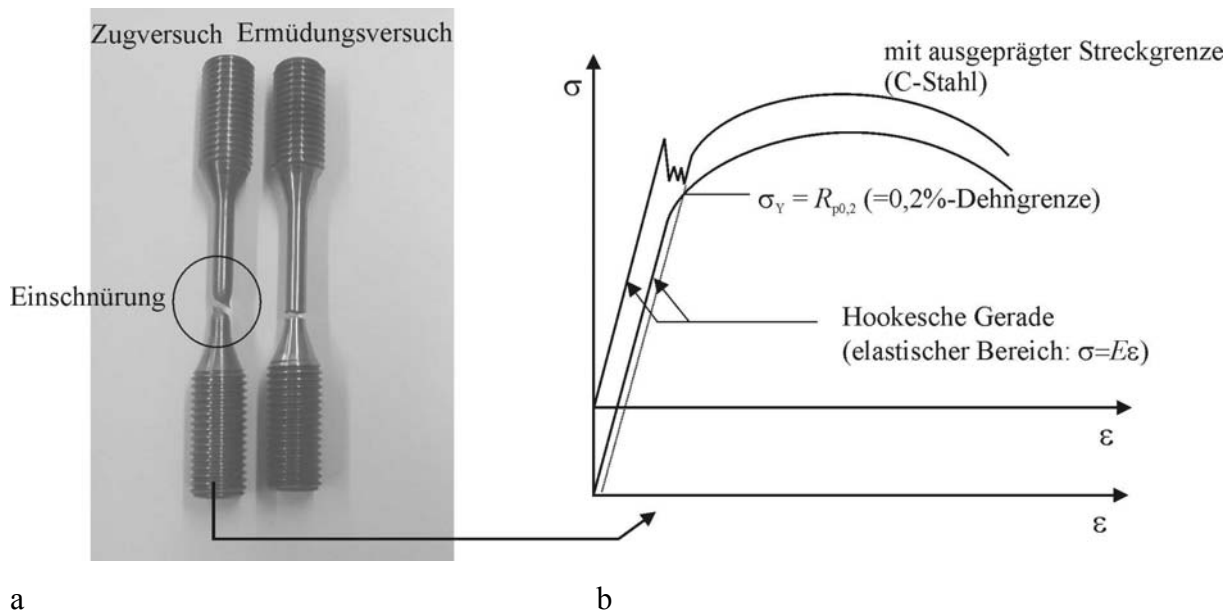 Zugversuch Ermüdungsversuch
Einschnürung
σ
mit ausgeprägter Streckgrenze
(C-Stahl)
σY = Rp0,2 (=0,2%-Dehngrenze)
Hookesche Gerade
(elastischer Bereich: σ=Eε)
ε
ε
a
b